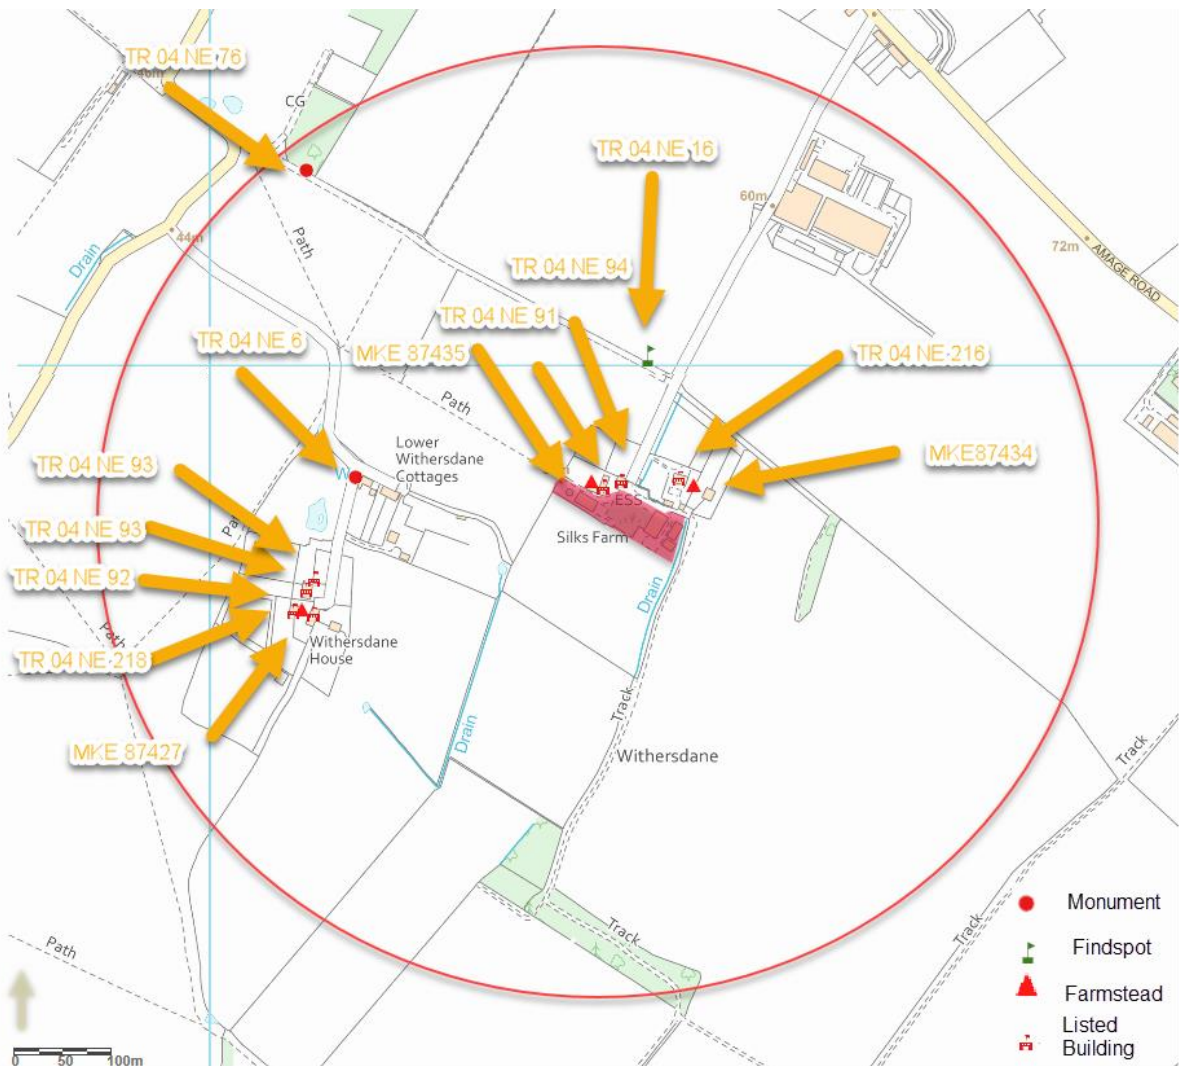 TR 04 NE 76
46m
CG
TR 04 NE 16
60m
72m
AMAGE ROAD
44m
Drain
Path
TR 04 NE 94
TR 04 NE 91
TR 04 NE 6
MKE 87435
TR 04 NE 216
Path
MKE87434
Lower
Withersdane
Cottages
W
TR 04 NE 93
ESS
Silks Farm
TR 04 NE 93
TR 04 NE 92
Drain
Path
TR 04 NE 218
Withersdane
House
MKE 87427
Drain
Track
Withersdane
Track
Track
Track
Path
Monument
Findspot
Farmstead
Listed
Building
0 50 100m